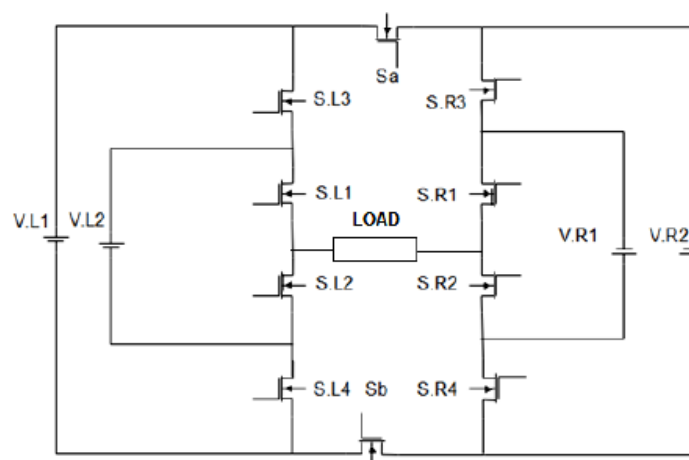 Sa
S.L3
S.R3
S.L1
S.R1
LOAD
V.L1
V.L2
V.R1
V.R2
S.L2
S.R2
S.L4
Sb
S.R4